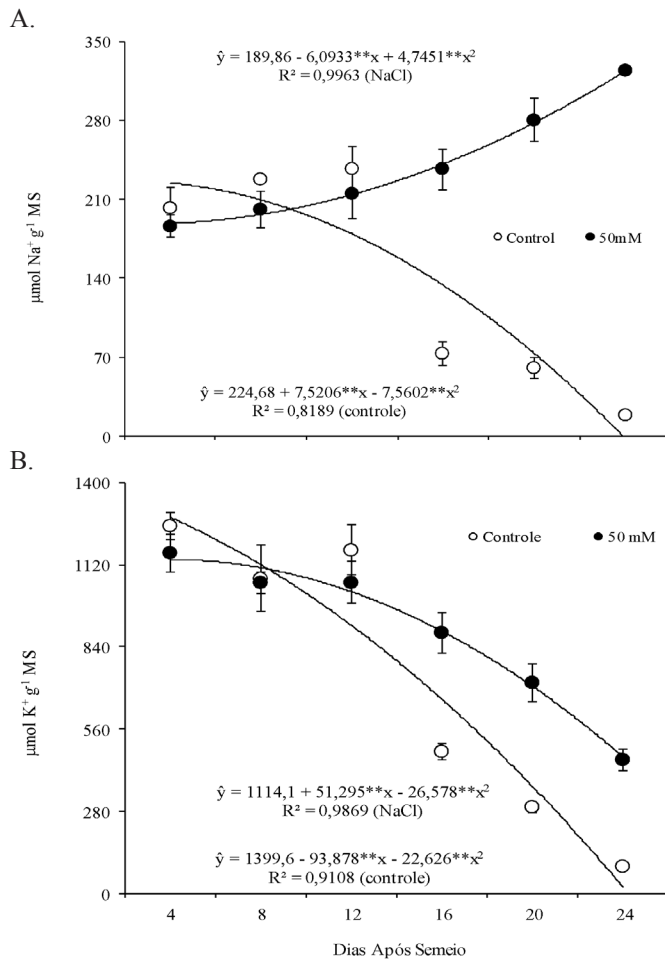 A.
350
280
210
140
70
0
µmol Na⁺ g⁻¹ MS
ŷ = 189,86 - 6,0933**x + 4,7451**x²
R² = 0,9963 (NaCl)
Control 50mM
ŷ = 224,68 + 7,5206**x - 7,5602**x²
R² = 0,8189 (controle)
B.
1400
1120
840
560
280
0
µmol K⁺ g⁻¹ MS
Controle 50 mM
ŷ = 1114,1 + 51,295**x - 26,578**x²
R² = 0,9869 (NaCl)
ŷ = 1399,6 - 93,878**x - 22,626**x²
R² = 0,9108 (controle)
4 8 12 16 20 24
Dias Após Semeio